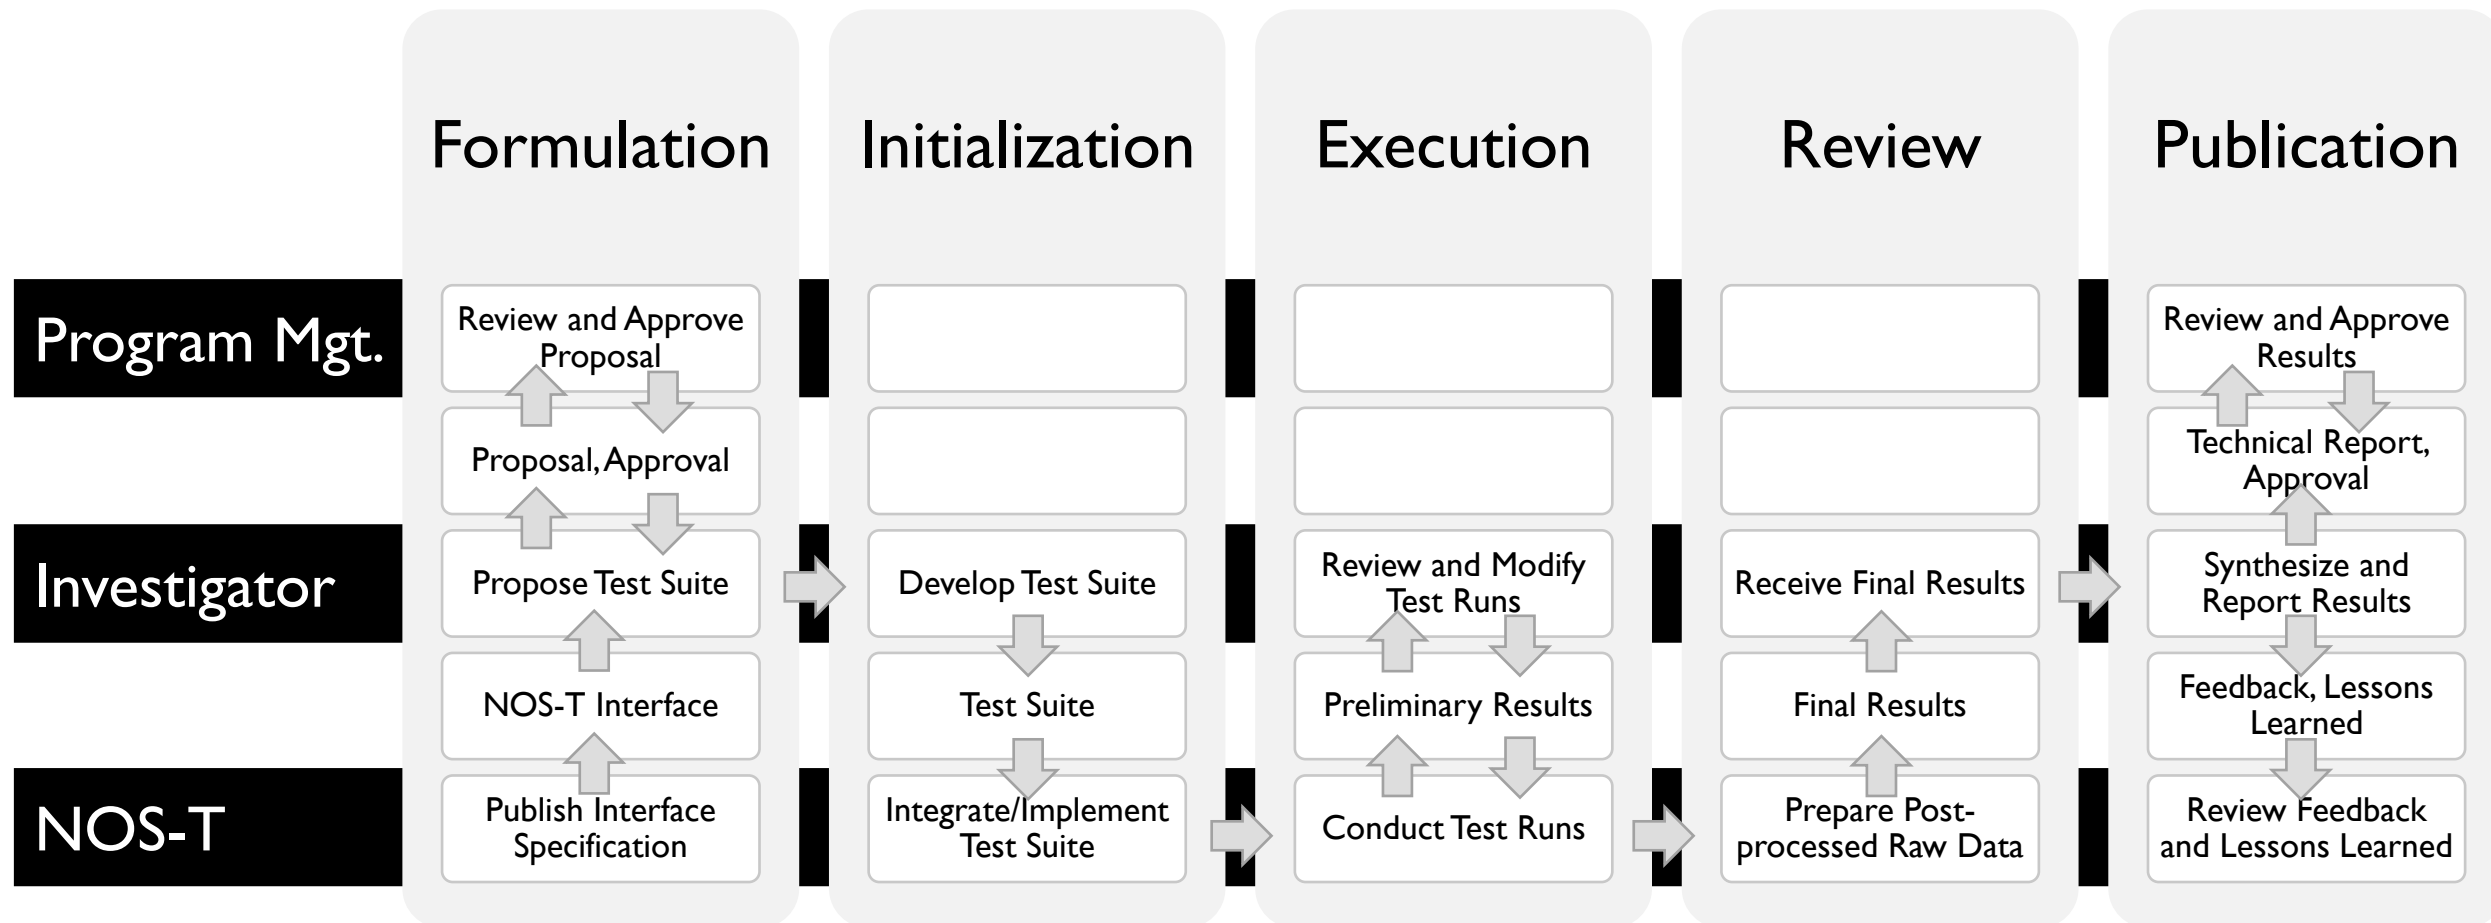 Formulation
Initialization
Execution
Review
Publication
Program Mgt.
Review and Approve
Proposal
Review and Approve
Results
Proposal, Approval
Technical Report,
Approval
Investigator
Propose Test Suite
Develop Test Suite
Review and Modify
Test Runs
Receive Final Results
Synthesize and
Report Results
NOS-T Interface
Test Suite
Preliminary Results
Final Results
Feedback, Lessons
Learned
NOS-T
Publish Interface
Specification
Integrate/Implement
Test Suite
Conduct Test Runs
Prepare Post-
processed Raw Data
Review Feedback
and Lessons Learned